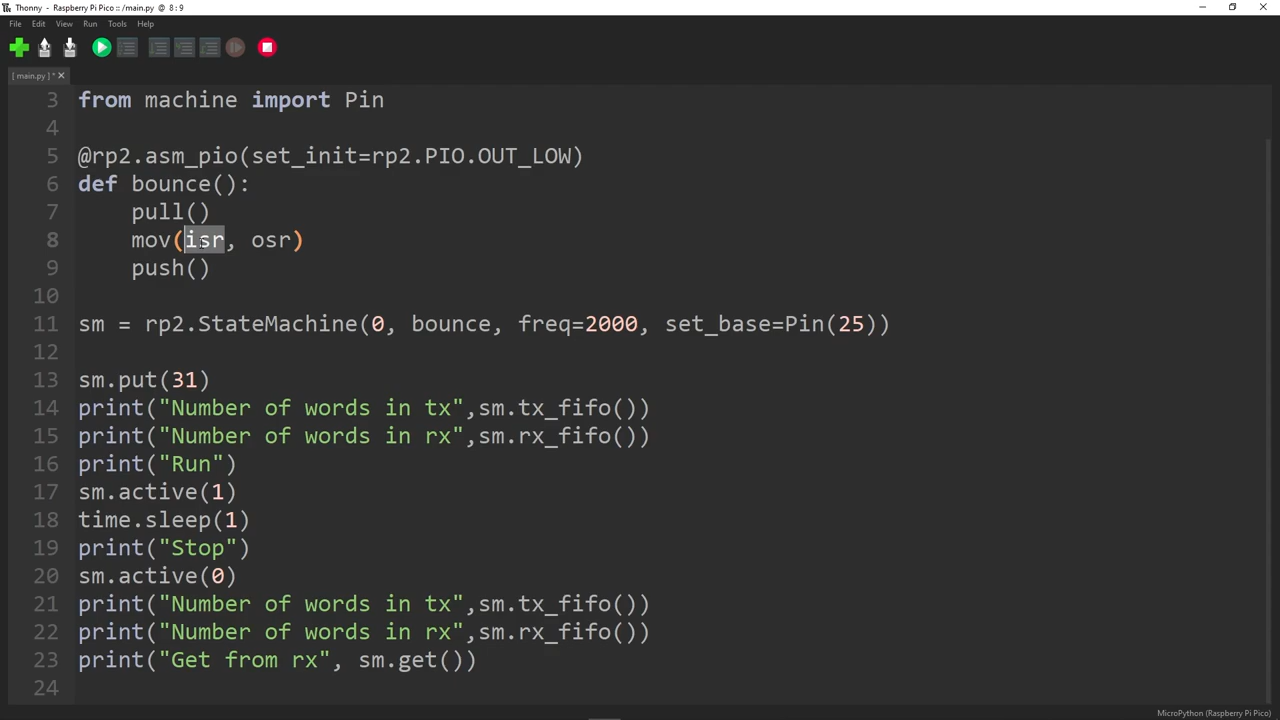 Thonny - Raspberry Pi Pico :: /main.py * @ 8 : 9
File Edit View Run Tools Help
[ main.py ] *
3 from machine import Pin
4
5 @rp2.asm_pio(set_init=rp2.PIO.OUT_LOW)
6 def bounce():
7 pull()
8 mov(isr, osr)
9 push()
10
11 sm = rp2.StateMachine(0, bounce, freq=2000, set_base=Pin(25))
12
13 sm.put(31)
14 print("Number of words in tx",sm.tx_fifo())
15 print("Number of words in rx",sm.rx_fifo())
16 print("Run")
17 sm.active(1)
18 time.sleep(1)
19 print("Stop")
20 sm.active(0)
21 print("Number of words in tx",sm.tx_fifo())
22 print("Number of words in rx",sm.rx_fifo())
23 print("Get from rx", sm.get())
24
MicroPython (Raspberry Pi Pico)